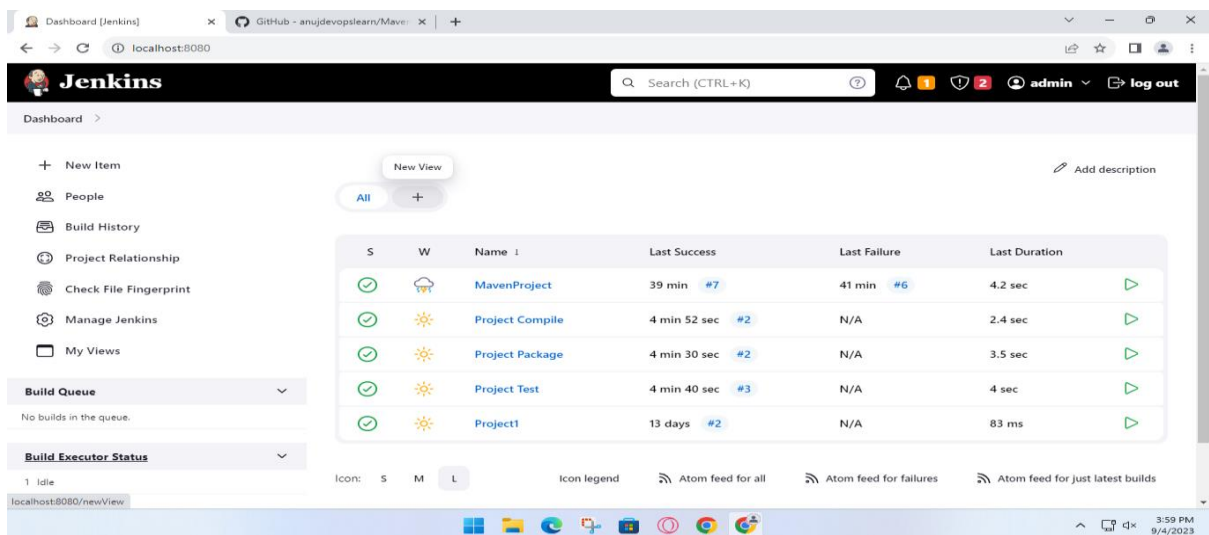 Dashboard [Jenkins]
GitHub - anujdevopslearn/Maven
localhost:8080
Jenkins
Search (CTRL+K)
1
2
admin
log out
Dashboard >
New Item
New View
Add description
People
All +
Build History
S W Name ↓ Last Success Last Failure Last Duration
Project Relationship
Check File Fingerprint
MavenProject 39 min #7 41 min #6 4.2 sec
Manage Jenkins
Project Compile 4 min 52 sec #2 N/A 2.4 sec
My Views
Project Package 4 min 30 sec #2 N/A 3.5 sec
Build Queue
Project Test 4 min 40 sec #3 N/A 4 sec
No builds in the queue.
Project1 13 days #2 N/A 83 ms
Build Executor Status
1 Idle
Icon: S M L
Icon legend
Atom feed for all
Atom feed for failures
Atom feed for just latest builds
localhost:8080/newView
3:59 PM
9/4/2023